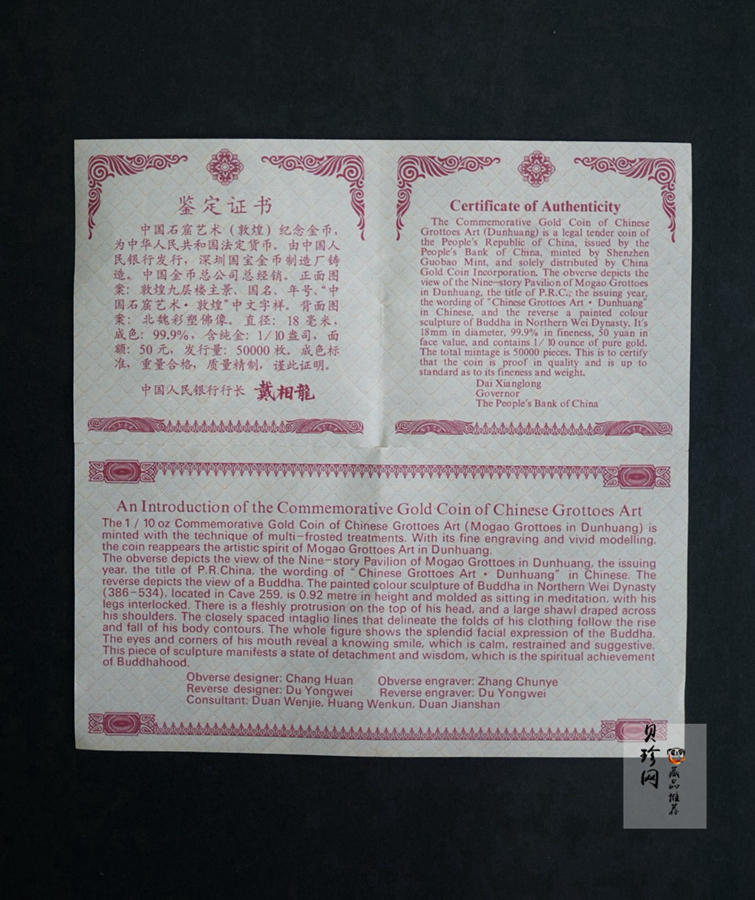 鉴定证书
中国石窟艺术（敦煌）纪念金币，
为中华人民共和国法定货币。由中国人
民银行发行，深圳国宝金币制造厂铸
造。中国金币总公司总经销。正面图
案：敦煌九层楼主景、国名、年号、“中
国石窟艺术·敦煌”中文字样。背面图
案：北魏彩塑佛像。直径：18毫米，
成色：99.9%，含纯金：1/10盎司，面
额：50元，发行量：50000枚。成色标
准，重量合格，质量精制，谨此证明。
中国人民银行行长 戴相龍
Certificate of Authenticity
The Commemorative Gold Coin of Chinese
Grottoes Art (Dunhuang) is a legal tender coin of
the People's Republic of China, issued by the
People's Bank of China, minted by Shenzhen
Guobao Mint, and solely distributed by China
Gold Coin Incorporation. The obverse depicts the
view of the Nine-story Pavilion of Mogao Grottoes
in Dunhuang, the title of P.R.C., the issuing year,
the wording of "Chinese Grottoes Art • Dunhuang"
in Chinese, and the reverse a painted colour
sculpture of Buddha in Northern Wei Dynasty. It's
18mm in diameter, 99.9% in fineness, 50 yuan in
face value, and contains 1/10 ounce of pure gold.
The total mintage is 50000 pieces. This is to certify
that the coin is proof in quality and is up to
standard as to its fineness and weight.
Dai Xianglong
Governor
The People's Bank of China
An Introduction of the Commemorative Gold Coin of Chinese Grottoes Art
The 1/10 oz Commemorative Gold Coin of Chinese Grottoes Art (Mogao Grottoes in Dunhuang) is
minted with the technique of multi-frosted treatments. With its fine engraving and vivid modelling,
the coin reappears the artistic spirit of Mogao Grottoes Art in Dunhuang.
The obverse depicts the view of the Nine-story Pavilion of Mogao Grottoes in Dunhuang, the issuing
year, the title of P.R.China, the wording of "Chinese Grottoes Art • Dunhuang" in Chinese. The
reverse depicts the view of a Buddha. The painted colour sculpture of Buddha in Northern Wei Dynasty
(386-534), located in Cave 259, is 0.92 metre in height and molded as sitting in meditation, with his
legs interlocked. There is a fleshly protrusion on the top of his head, and a large shawl draped across
his shoulders. The closely spaced intaglio lines that delineate the folds of his clothing follow the rise
and fall of his body contours. The whole figure shows the splendid facial expression of the Buddha.
The eyes and corners of his mouth reveal a knowing smile, which is calm, restrained and suggestive.
This piece of sculpture manifests a state of detachment and wisdom, which is the spiritual achievement
of Buddhahood.
Obverse designer: Chang Huan Obverse engraver: Zhang Chunye
Reverse designer: Du Yongwei Reverse engraver: Du Yongwei
Consultant: Duan Wenjie, Huang Wenkun, Duan Jianshan
贝珍网
藏品推荐